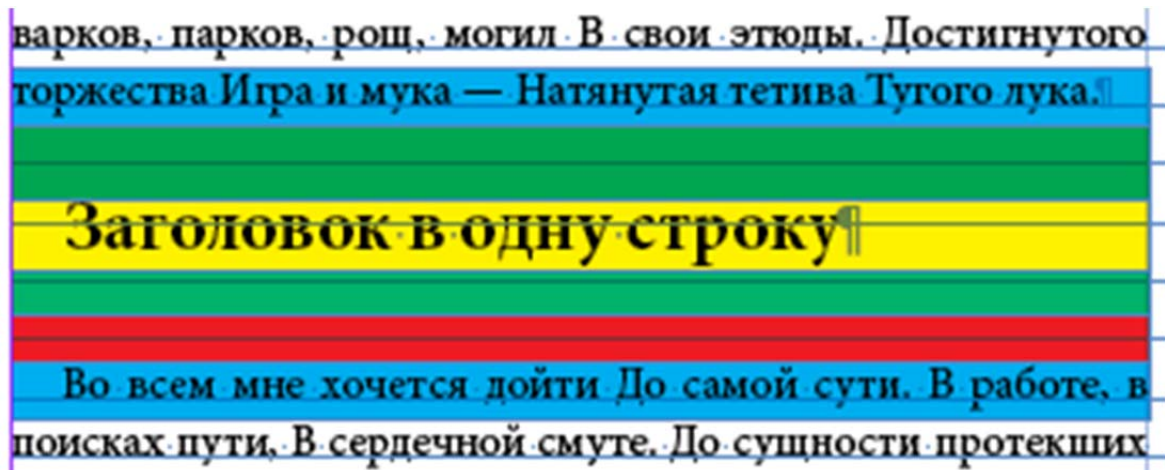 варков, парков, рощ, могил В свои этюды. Достигнутого
торжества Игра и мука — Натянутая тетива Тугого лука.¶
Заголовок в одну строку¶
Во всем мне хочется дойти До самой сути. В работе, в
поисках пути, В сердечной смуте. До сущности протекших